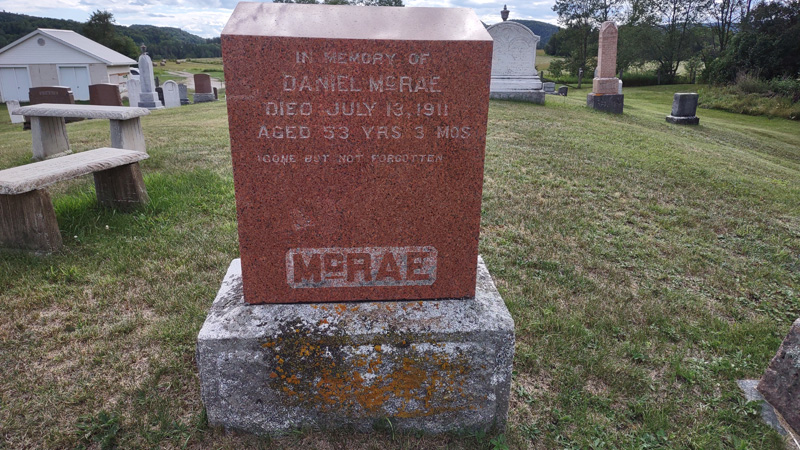 IN MEMORY OF
DANIEL McRAE
DIED JULY 13, 1911
AGED 53 YRS 3 MOS
GONE BUT NOT FORGOTTEN
McRAE